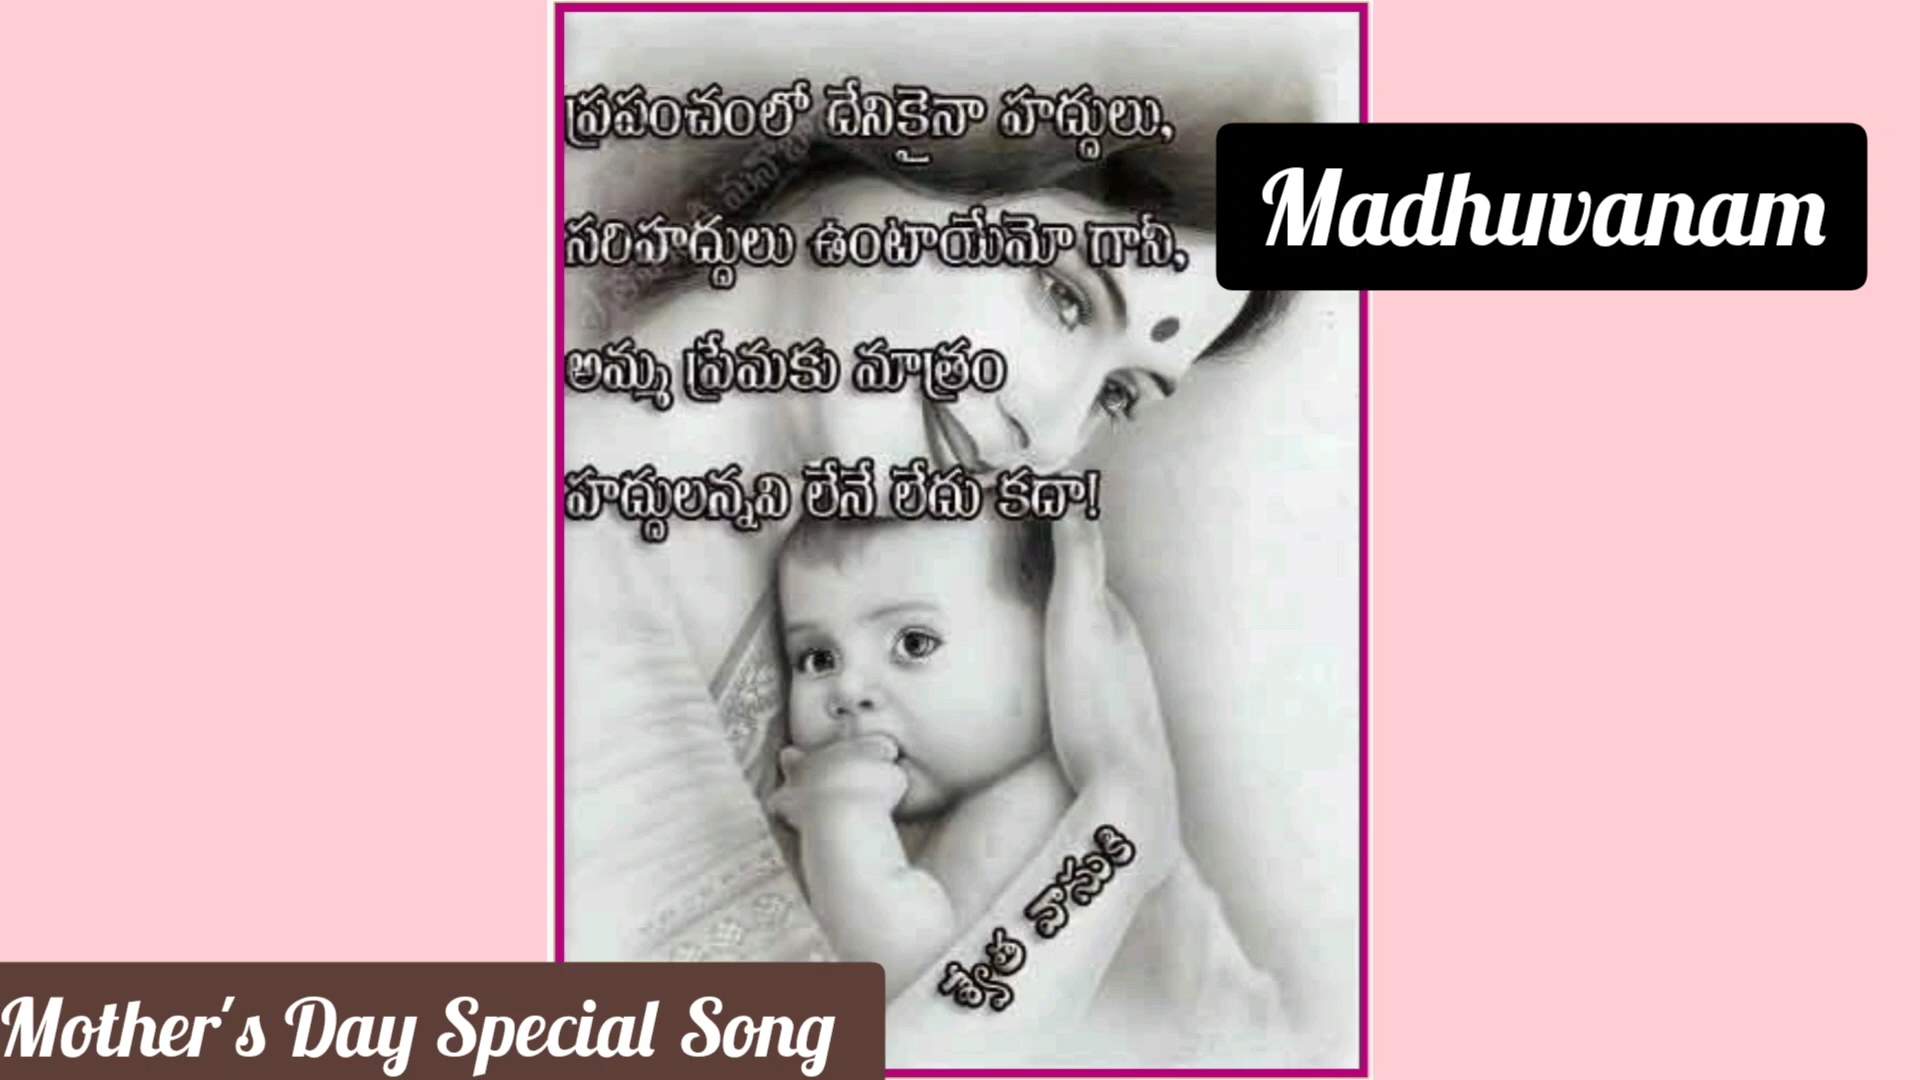 ప్రపంచంలో దేనికైనా హద్దులు,
సరిహద్దులు ఉంటాయేమో గానీ,
అమ్మ ప్రేమకు మాత్రం
హద్దులన్నవి లేనే లేదు కదా!
Madhuvanam
శ్వేత వాసుకి
Mother's Day Special Song